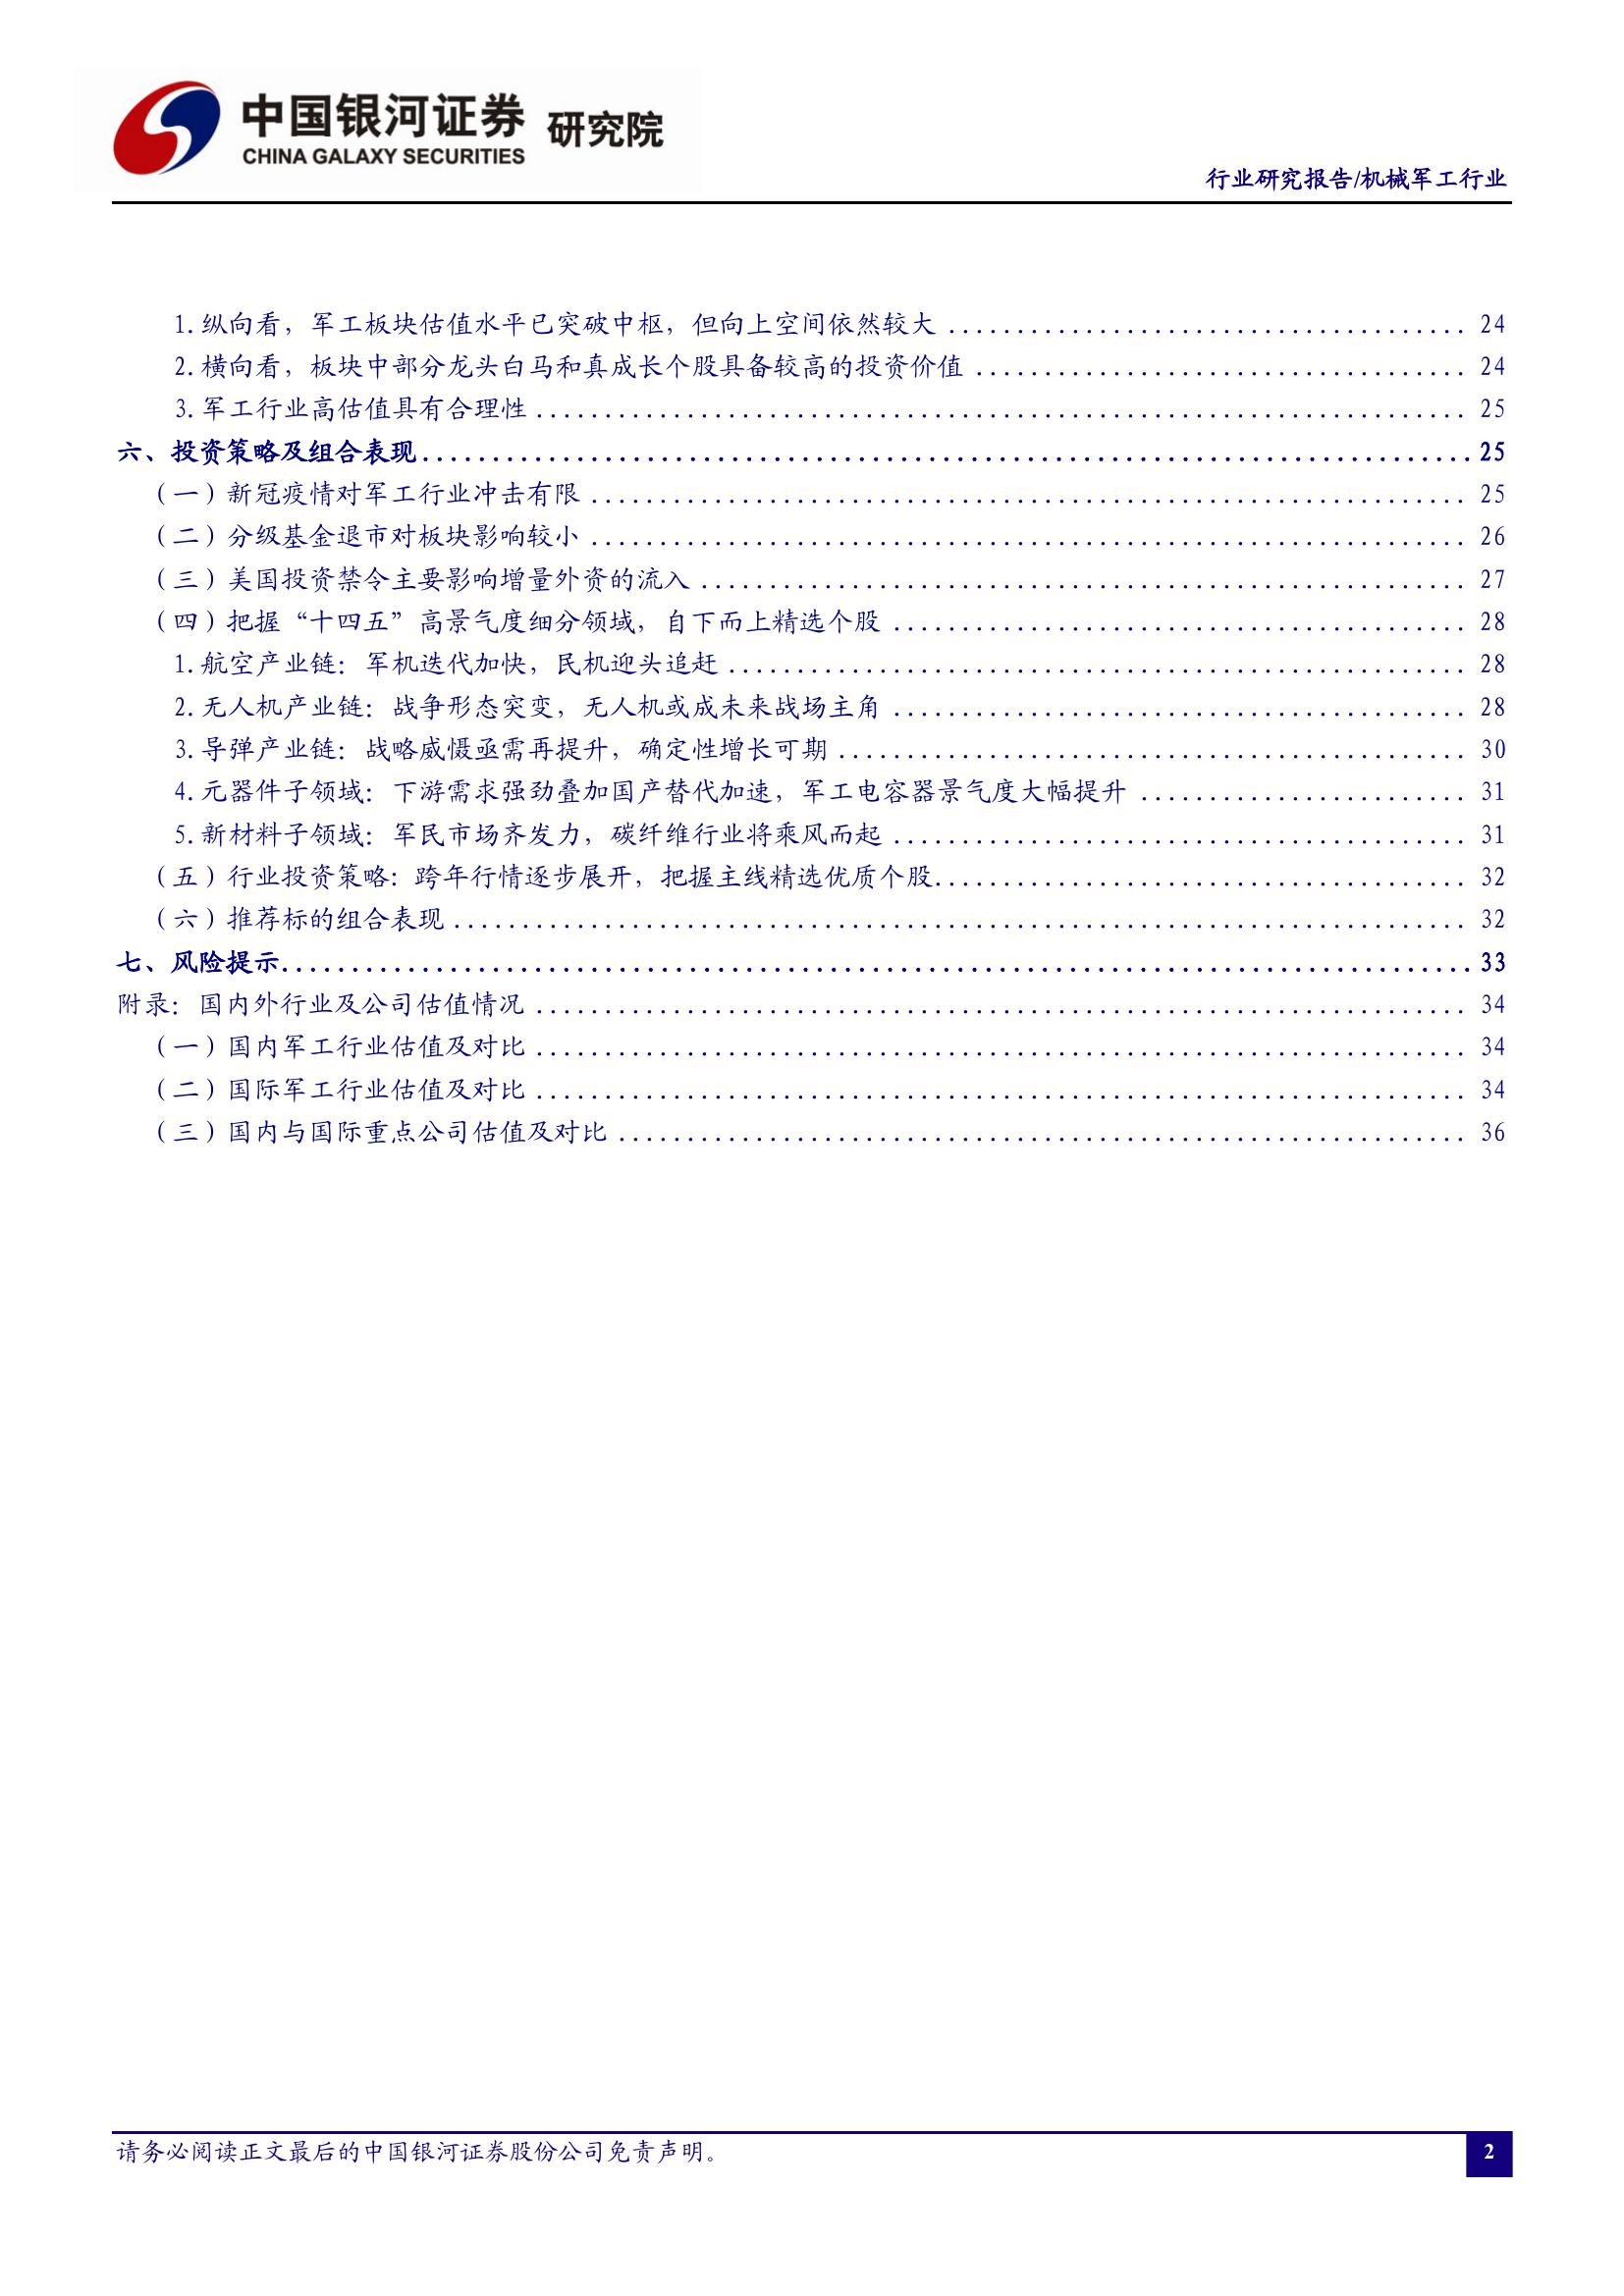 中国银河证券 研究院
CHINA GALAXY SECURITIES
行业研究报告/机械军工行业
1.纵向看，军工板块估值水平已突破中枢，但向上空间依然较大 ...................................... 24
2.横向看，板块中部分龙头白马和真成长个股具备较高的投资价值 .................................... 24
3.军工行业高估值具有合理性 .................................................................... 25
六、投资策略及组合表现........................................................................... 25
（一）新冠疫情对军工行业冲击有限 ................................................................ 25
（二）分级基金退市对板块影响较小 ................................................................ 26
（三）美国投资禁令主要影响增量外资的流入 ........................................................ 27
（四）把握“十四五”高景气度细分领域，自下而上精选个股 .......................................... 28
1.航空产业链：军机迭代加快，民机迎头追赶 ...................................................... 28
2.无人机产业链：战争形态突变，无人机或成未来战场主角 .......................................... 28
3.导弹产业链：战略威慑亟需再提升，确定性增长可期 .............................................. 30
4.元器件子领域：下游需求强劲叠加国产替代加速，军工电容器景气度大幅提升 ........................ 31
5.新材料子领域：军民市场齐发力，碳纤维行业将乘风而起 .......................................... 31
（五）行业投资策略：跨年行情逐步展开，把握主线精选优质个股....................................... 32
（六）推荐标的组合表现 .......................................................................... 32
七、风险提示..................................................................................... 33
附录：国内外行业及公司估值情况 .................................................................... 34
（一）国内军工行业估值及对比 .................................................................... 34
（二）国际军工行业估值及对比 .................................................................... 34
（三）国内与国际重点公司估值及对比 .............................................................. 36
请务必阅读正文最后的中国银河证券股份公司免责声明。
2